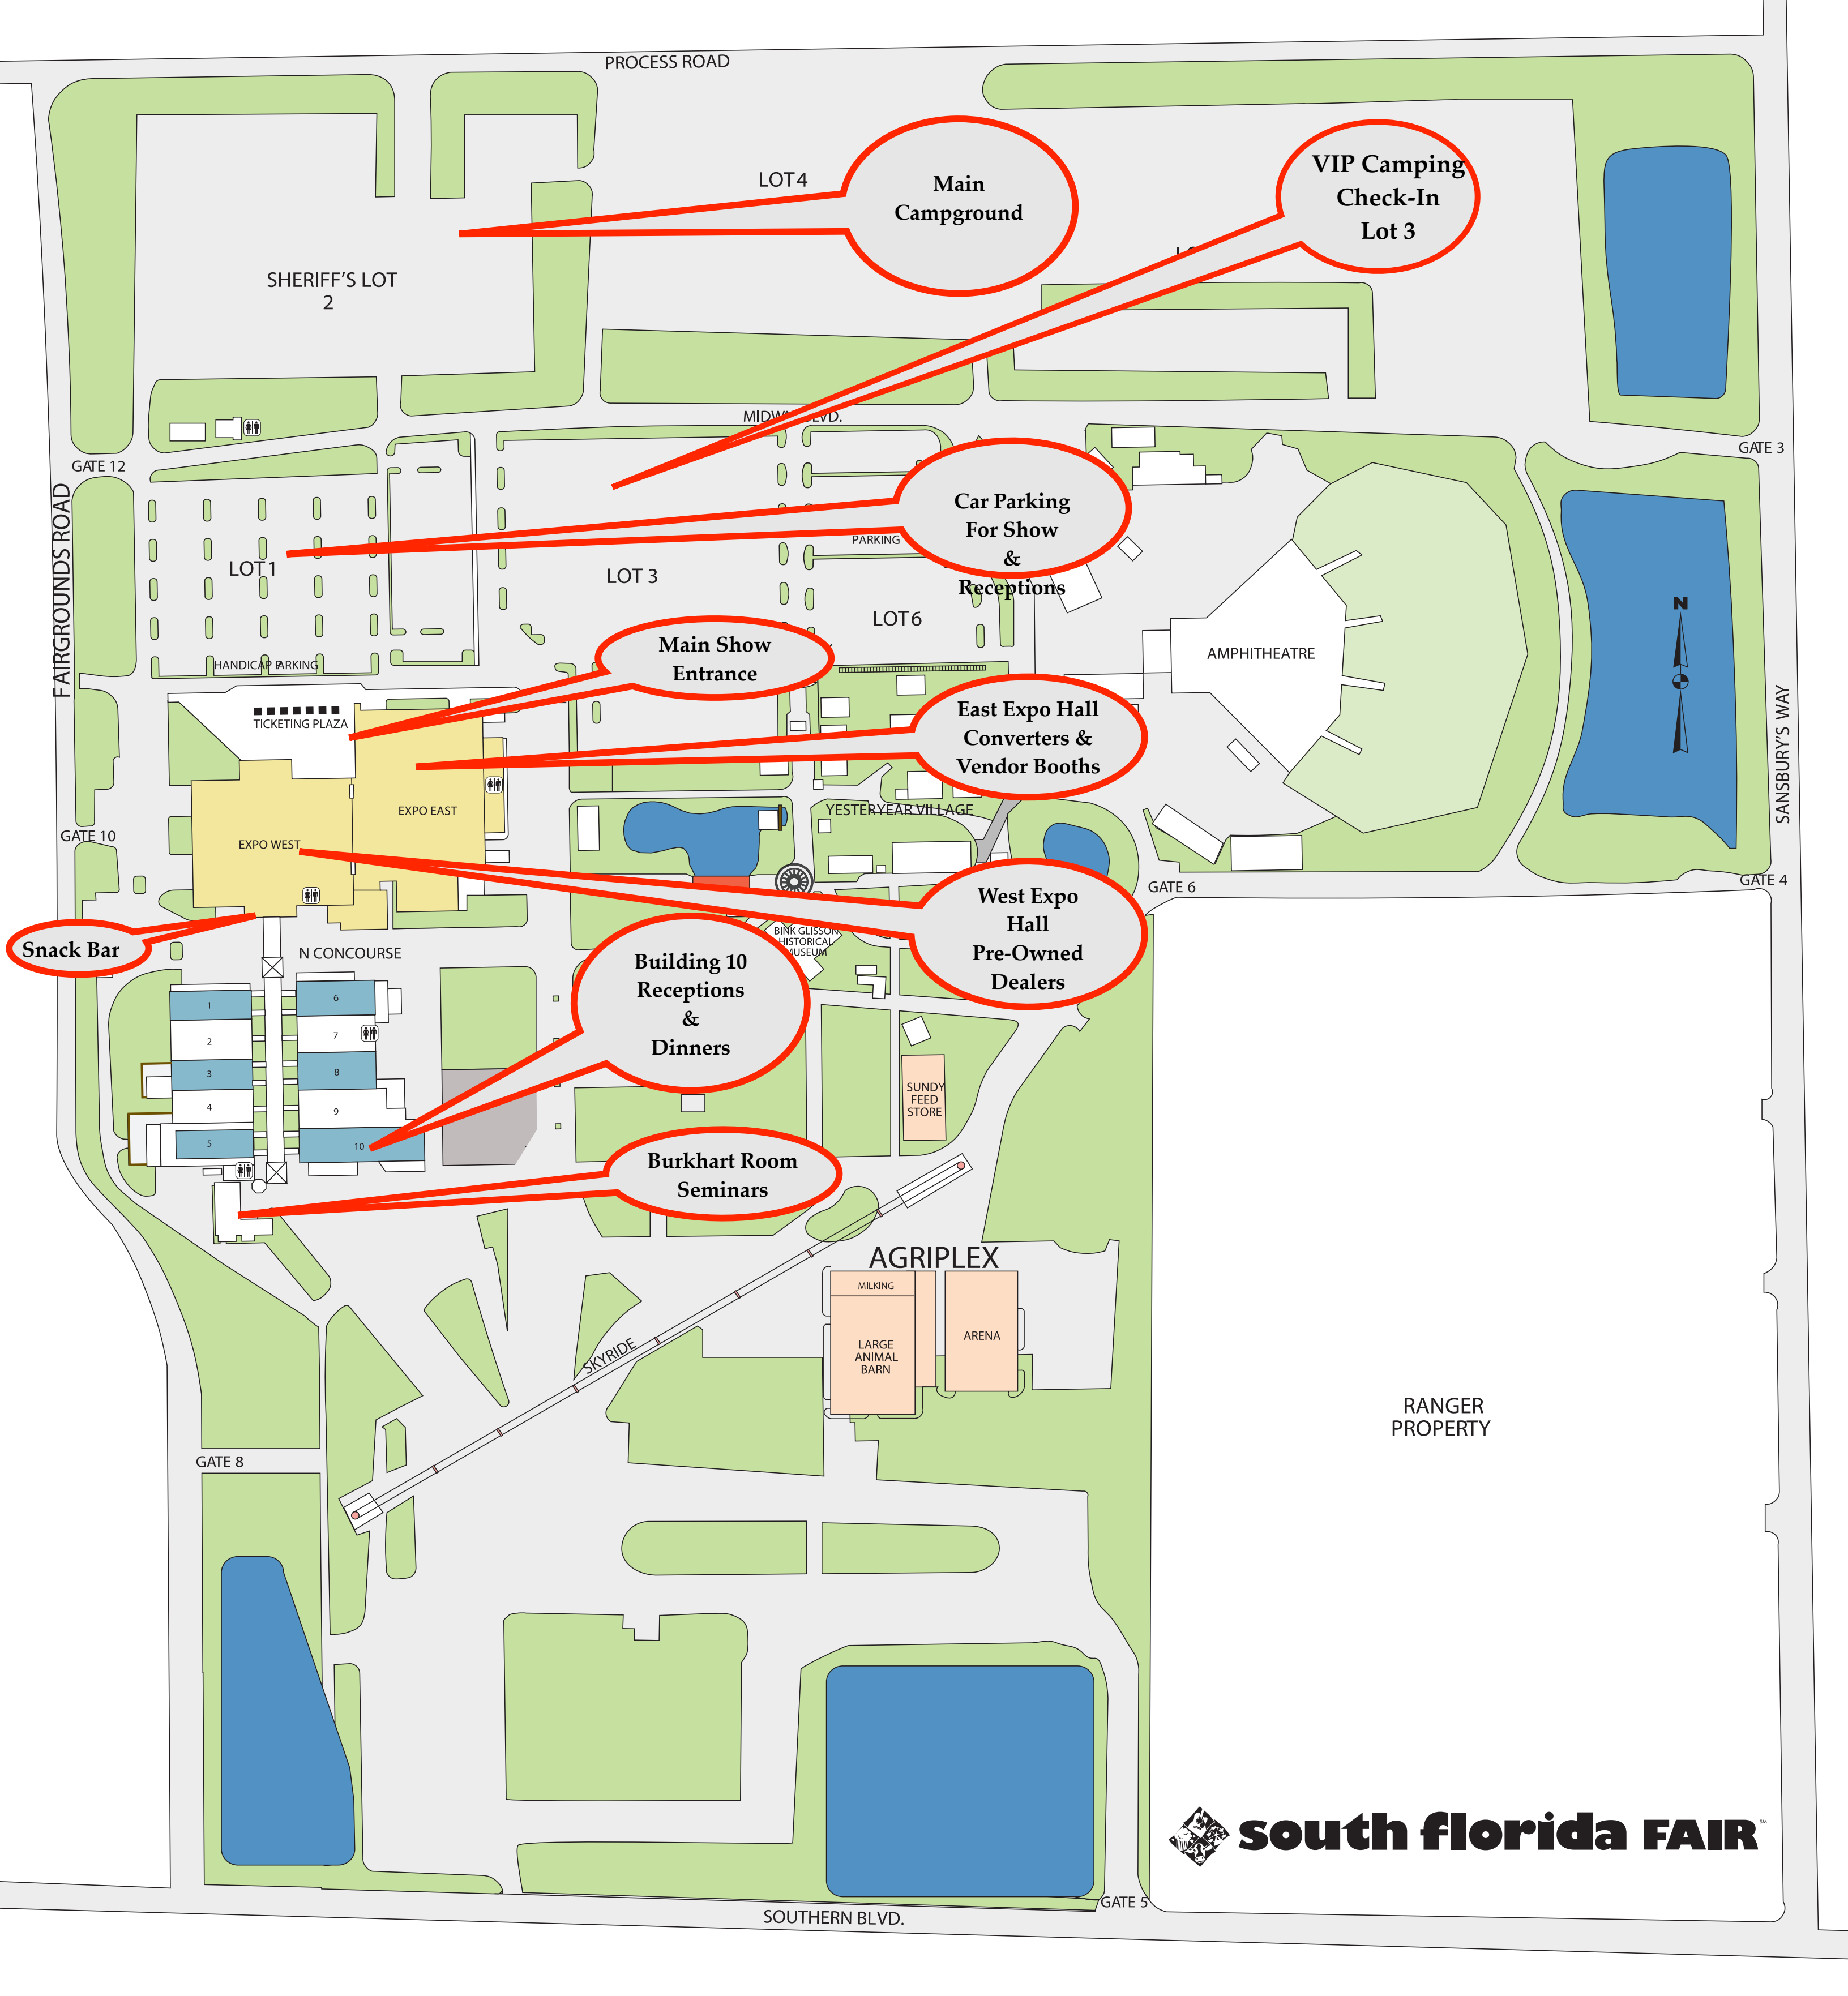 PROCESS ROAD
LOT 4
Main
Campground
VIP Camping
Check-In
Lot 3
SHERIFF'S LOT
2
MIDW BLVD.
GATE 12
GATE 3
FAIRGROUNDS ROAD
LOT 1
LOT 3
PARKING
Car Parking
For Show
&
Receptions
LOT 6
HANDICAP PARKING
Main Show
Entrance
AMPHITHEATRE
N
SANSBURY'S WAY
TICKETING PLAZA
East Expo Hall
Converters &
Vendor Booths
EXPO EAST
YESTERYEAR VILLAGE
GATE 10
EXPO WEST
GATE 6
GATE 4
West Expo
Hall
Pre-Owned
Dealers
Snack Bar
N CONCOURSE
BINK GLISSON
HISTORICAL
MUSEUM
Building 10
Receptions
&
Dinners
1
2
3
4
5
6
7
8
9
10
SUNDY
FEED
STORE
Burkhart Room
Seminars
AGRIPLEX
MILKING
LARGE
ANIMAL
BARN
ARENA
SKYRIDE
RANGER
PROPERTY
GATE 8
south florida FAIR SM
GATE 5
SOUTHERN BLVD.